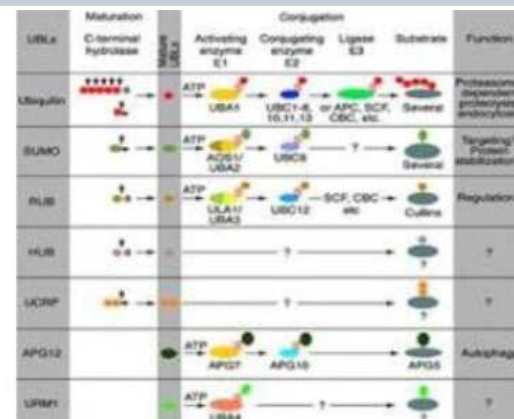 Maturation Conjugation
UBLs C-terminal hydrolase Mature UBLs Activating enzyme E1 Conjugating enzyme E2 Ligase E3 Substrate Function
Ubiquitin ATP UBA1 UBC1-8, 10,11,13 or APC, SCF, CBC, etc. Several Proteasome dependent proteolysis endocytosis
SUMO ATP AOS1/ UBA2 ? Several Targeting? Protein stabilization
RUB ATP ULA1/ UBA3 UBC12 SCF, CBC etc Cullins Regulation
HUB ? ? ?
UCRP ? ? ?
APG12 ATP APG7 APG10 APG5 Autophag
URM1 ATP UBA4 ? ? ?